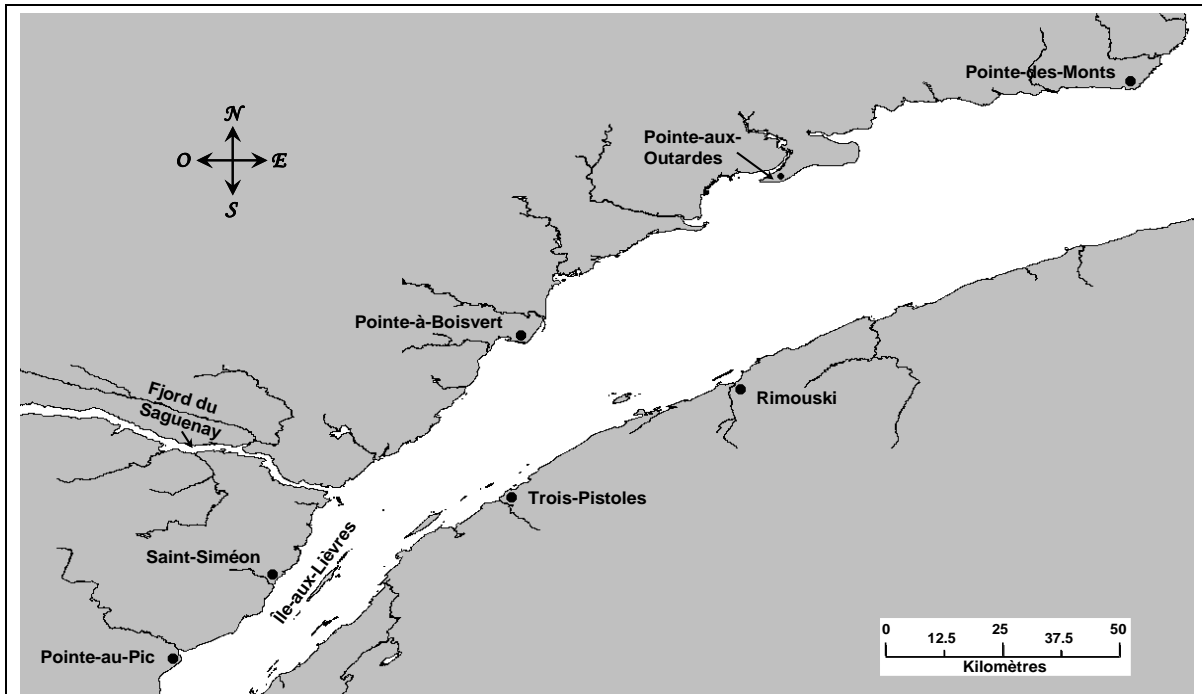 Pointe-des-Monts
N
O E
S
Pointe-aux-
Outardes
Pointe-à-Boisvert
Fjord du
Saguenay
Rimouski
Trois-Pistoles
Saint-Siméon
Île-aux-Lièvres
Pointe-au-Pic
0 25 50
12.5 37.5
Kilomètres